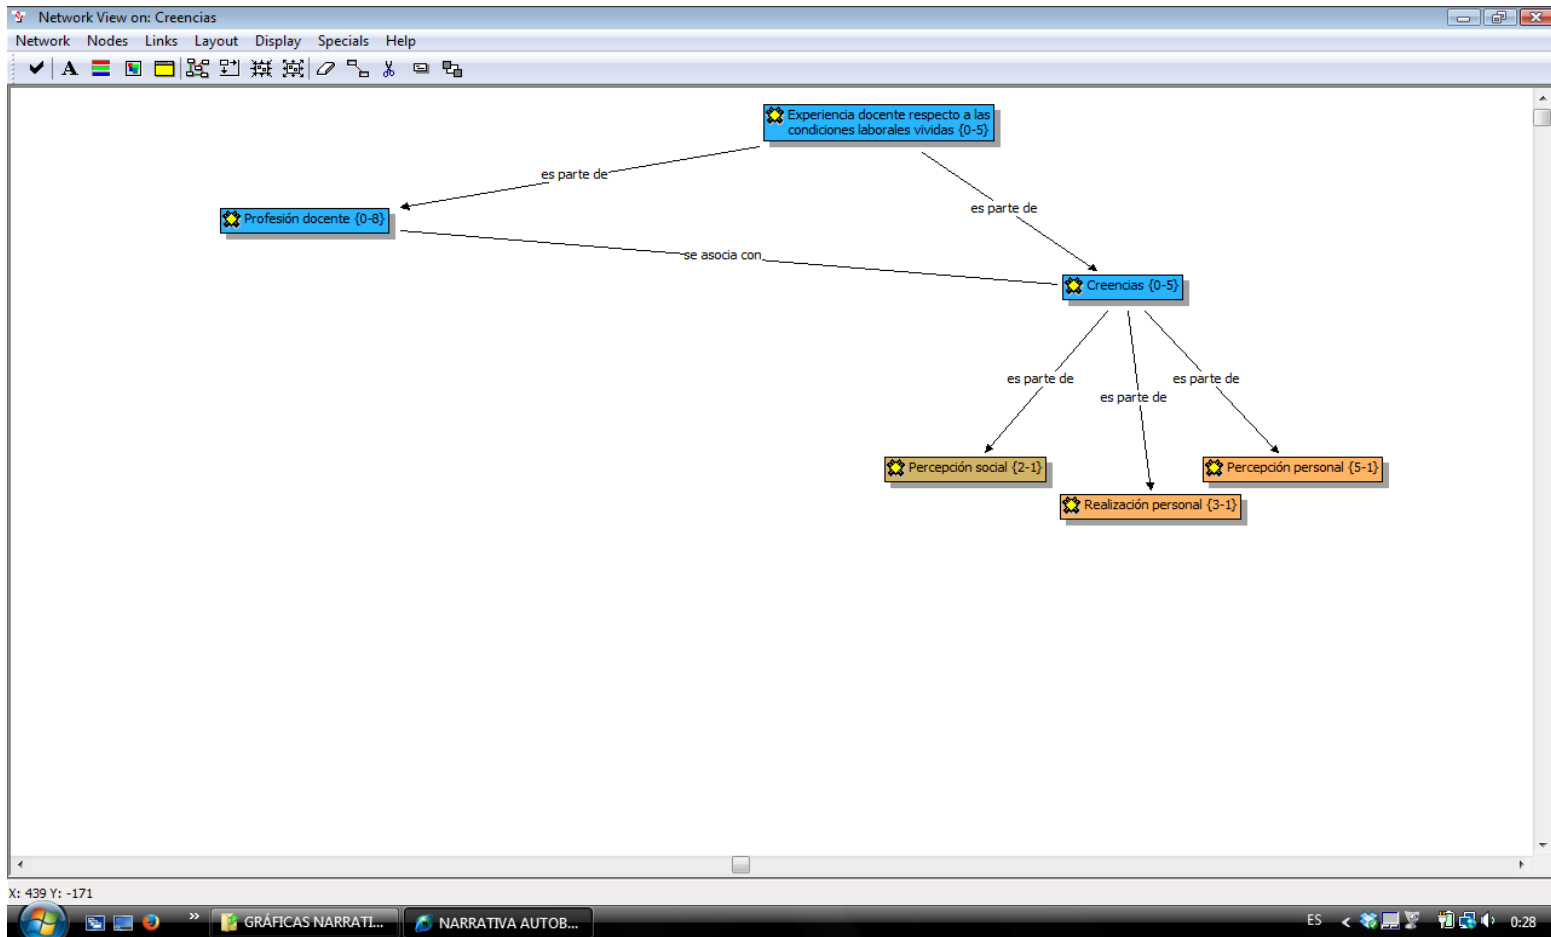 Network View on: Creencias
Network Nodes Links Layout Display Specials Help
A
Experiencia docente respecto a las
condiciones laborales vividas {0-5}
es parte de
es parte de
Profesión docente {0-8}
se asocia con
Creencias {0-5}
es parte de
es parte de
es parte de
Percepción social {2-1}
Percepción personal {5-1}
Realización personal {3-1}
X: 439 Y: -171
GRÁFICAS NARRATI...
NARRATIVA AUTOB...
ES
0:28